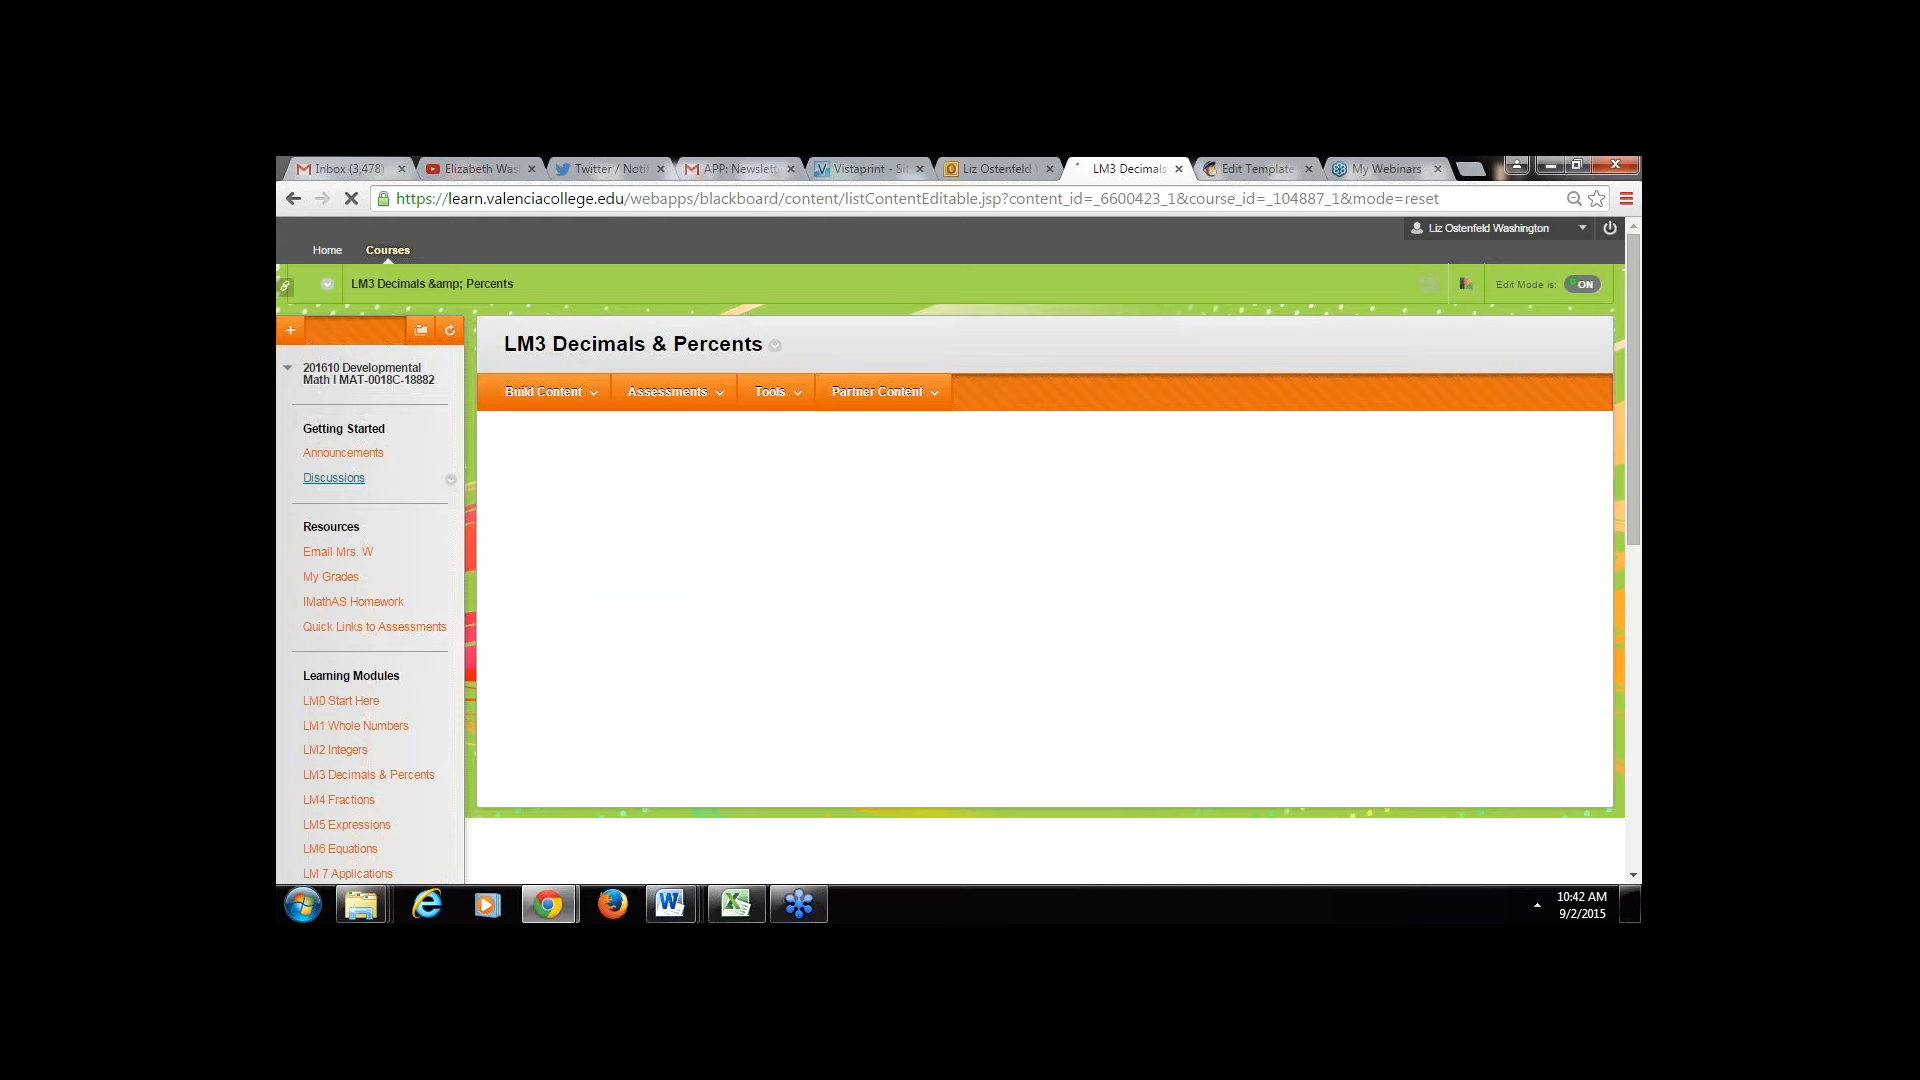 Inbox (3,478)
Elizabeth Was
Twitter / Noti
APP: Newslett
Vistaprint - Sit
Liz Ostenfeld
LM3 Decimals
Edit Template
My Webinars
https://learn.valenciacollege.edu/webapps/blackboard/content/listContentEditable.jsp?content_id=_6600423_1&course_id=_104887_1&mode=reset
Liz Ostenfeld Washington
Home
Courses
LM3 Decimals &amp; Percents
Edit Mode is:
ON
LM3 Decimals & Percents
Build Content
Assessments
Tools
Partner Content
201610 Developmental
Math I MAT-0018C-18882
Getting Started
Announcements
Discussions
Resources
Email Mrs. W
My Grades
IMathAS Homework
Quick Links to Assessments
Learning Modules
LM0 Start Here
LM1 Whole Numbers
LM2 Integers
LM3 Decimals & Percents
LM4 Fractions
LM5 Expressions
LM6 Equations
LM 7 Applications
10:42 AM
9/2/2015